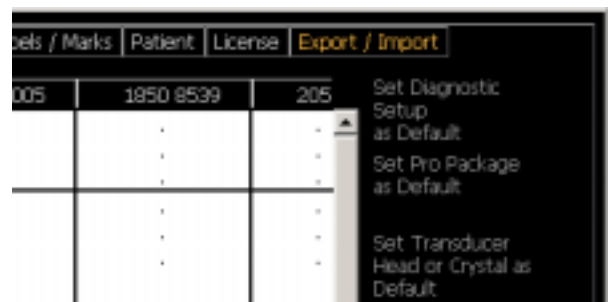 bels / Marks Patient License Export / Import
005 1850 8539 205
Set Diagnostic
Setup
as Default
Set Pro Package
as Default
Set Transducer
Head or Crystal as
Default